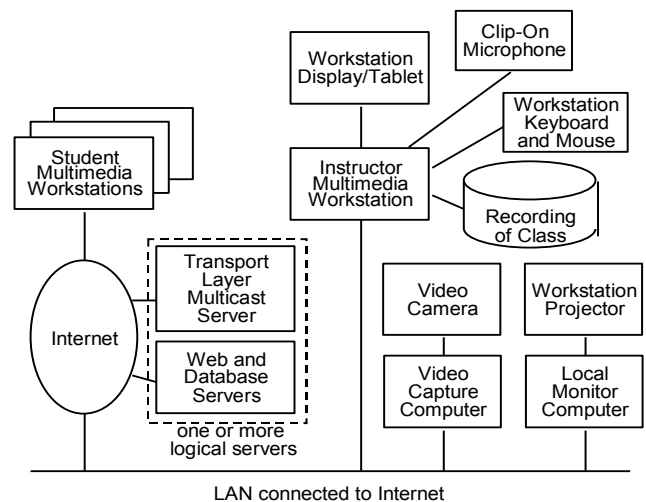 Clip-On
Microphone
Workstation
Display/Tablet
Workstation
Keyboard
and Mouse
Student
Multimedia
Workstations
Instructor
Multimedia
Workstation
Recording
of Class
Transport
Layer
Multicast
Server
Internet
Web and
Database
Servers
one or more
logical servers
Video
Camera
Workstation
Projector
Video
Capture
Computer
Local
Monitor
Computer
LAN connected to Internet